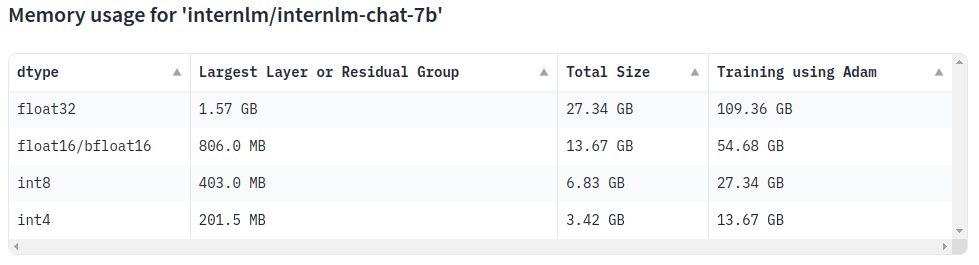 Memory usage for 'internlm/internlm-chat-7b'
dtype Largest Layer or Residual Group Total Size Training using Adam
float32 1.57 GB 27.34 GB 109.36 GB
float16/bfloat16 806.0 MB 13.67 GB 54.68 GB
int8 403.0 MB 6.83 GB 27.34 GB
int4 201.5 MB 3.42 GB 13.67 GB